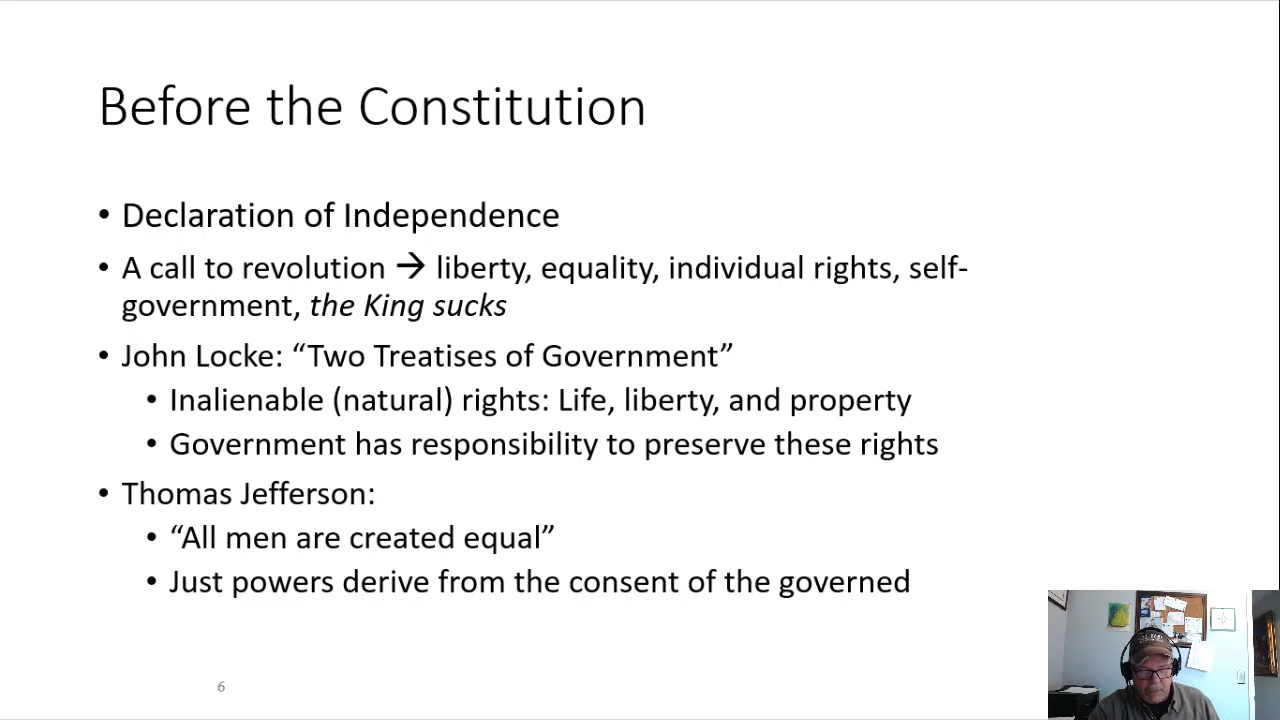 Before the Constitution
• Declaration of Independence
• A call to revolution → liberty, equality, individual rights, self-
government, the King sucks
• John Locke: “Two Treatises of Government”
• Inalienable (natural) rights: Life, liberty, and property
• Government has responsibility to preserve these rights
• Thomas Jefferson:
• “All men are created equal”
• Just powers derive from the consent of the governed
6